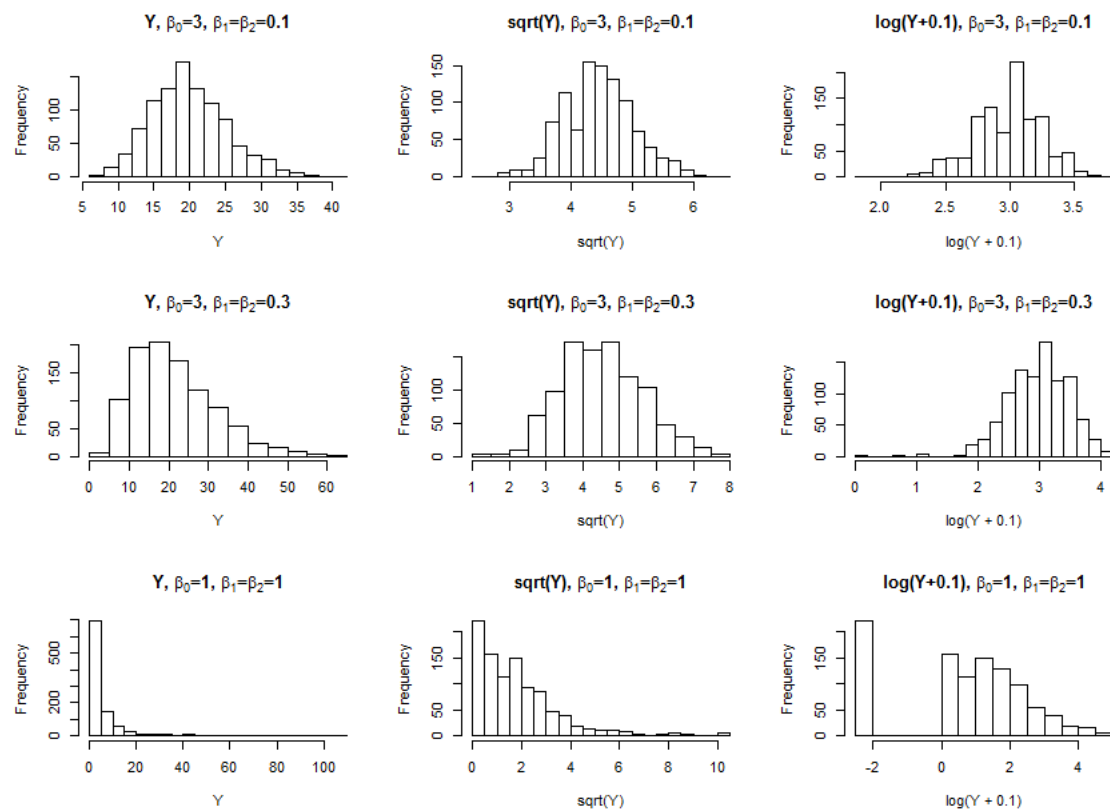 Y, β₀=3, β₁=β₂=0.1
sqrt(Y), β₀=3, β₁=β₂=0.1
log(Y+0.1), β₀=3, β₁=β₂=0.1
Frequency
0 50 100
5 10 15 20 25 30 35 40
Y
Frequency
0 50 100 150
3 4 5 6
sqrt(Y)
Frequency
0 50 150
2.0 2.5 3.0 3.5
log(Y + 0.1)
Y, β₀=3, β₁=β₂=0.3
sqrt(Y), β₀=3, β₁=β₂=0.3
log(Y+0.1), β₀=3, β₁=β₂=0.3
Frequency
0 50 150
0 10 20 30 40 50 60
Y
Frequency
0 50 100
1 2 3 4 5 6 7 8
sqrt(Y)
Frequency
0 50 100
0 1 2 3 4
log(Y + 0.1)
Y, β₀=1, β₁=β₂=1
sqrt(Y), β₀=1, β₁=β₂=1
log(Y+0.1), β₀=1, β₁=β₂=1
Frequency
0 200 500
0 20 40 60 80 100
Y
Frequency
0 50 150
0 2 4 6 8 10
sqrt(Y)
Frequency
0 50 150
-2 0 2 4
log(Y + 0.1)